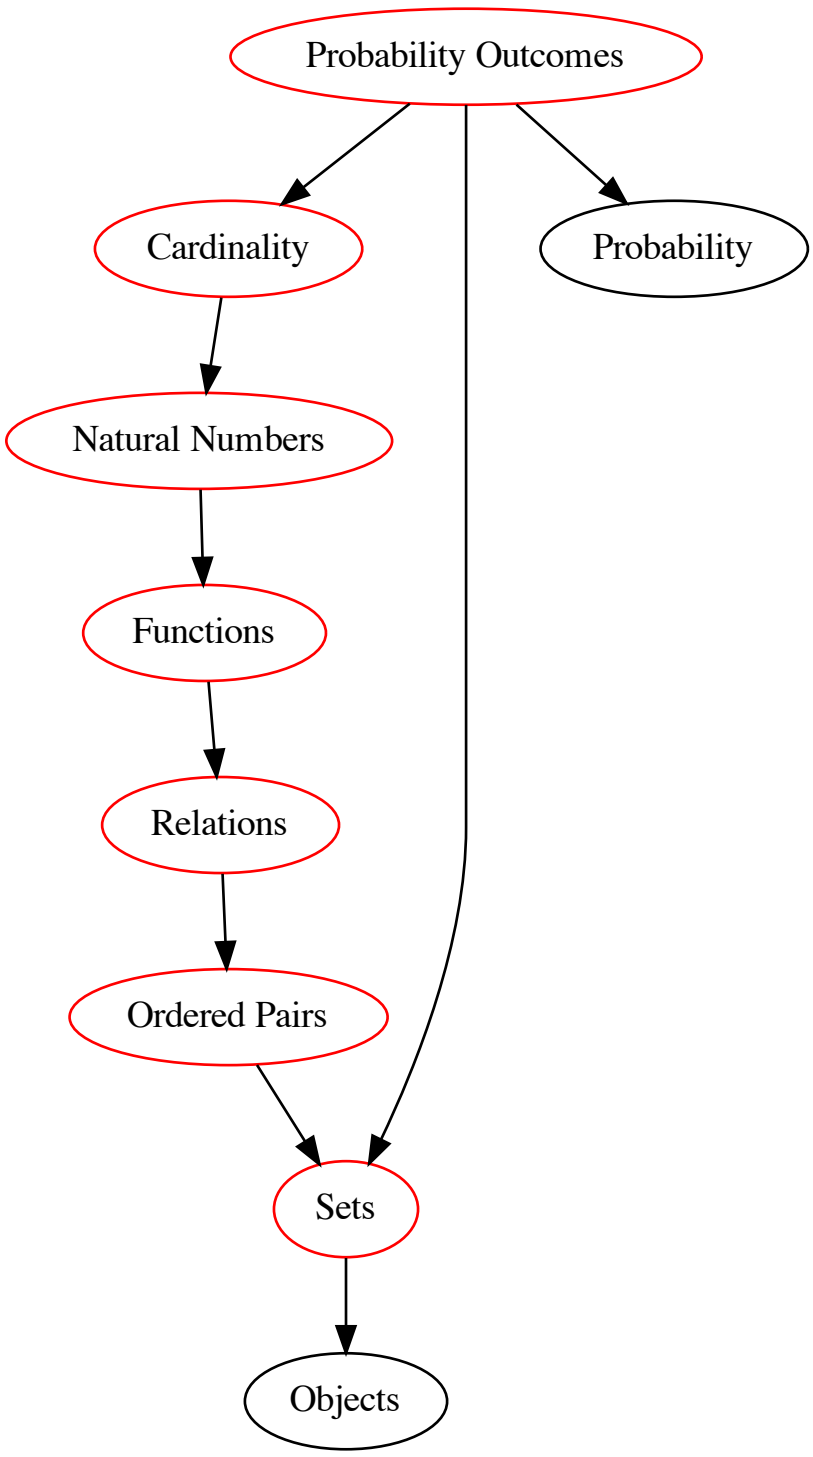 Probability Outcomes
Cardinality
Probability
Natural Numbers
Functions
Relations
Ordered Pairs
Sets
Objects